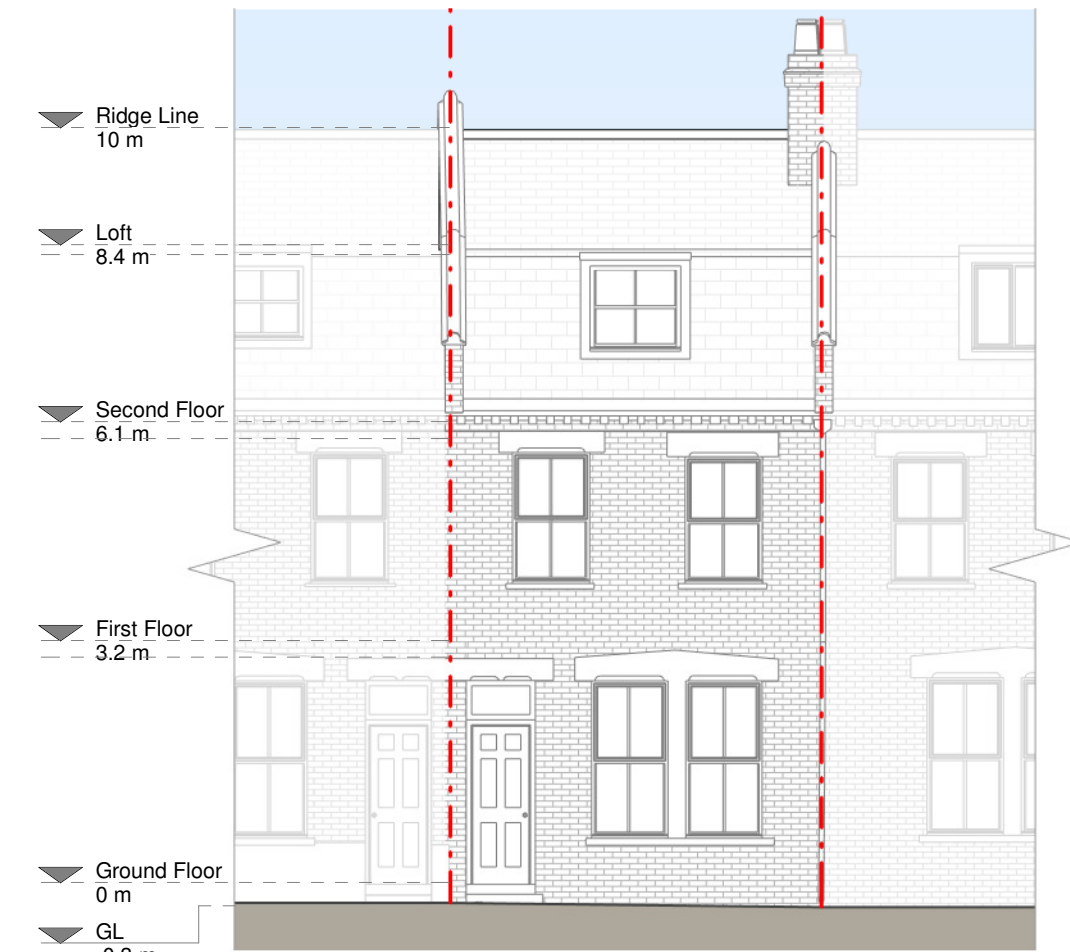 Ridge Line
10 m
Loft
8.4 m
Second Floor
6.1 m
First Floor
3.2 m
Ground Floor
0 m
GL